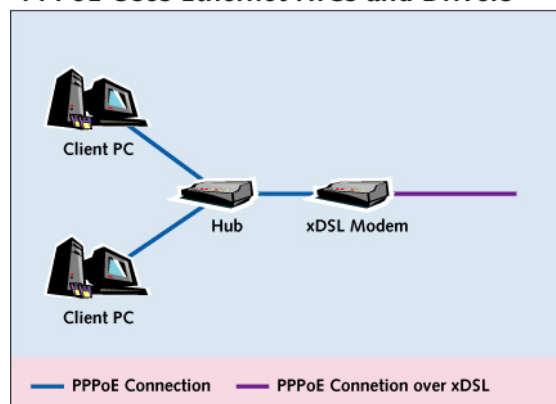 Client PC
Hub
xDSL Modem
Client PC
PPPoE Connection
PPPoE Connetion over xDSL